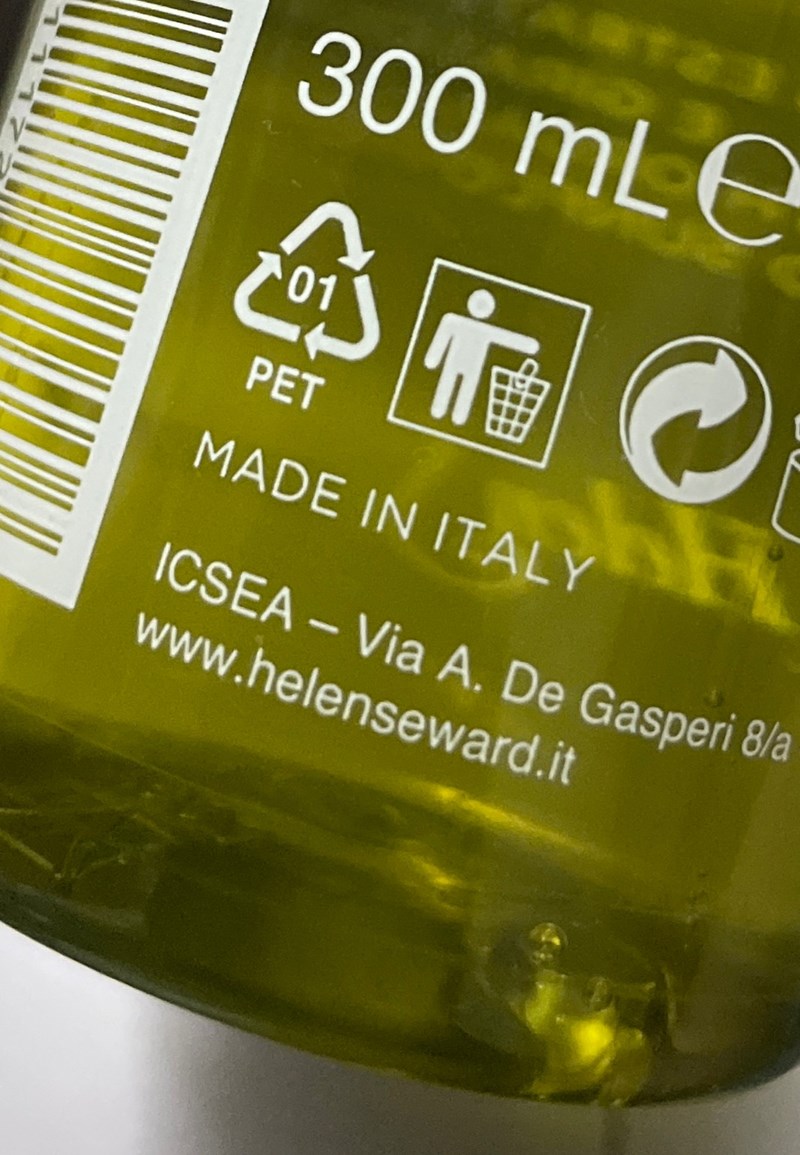 300 mL e
01
PET
MADE IN ITALY
ICSEA – Via A. De Gasperi 8/a
www.helenseward.it